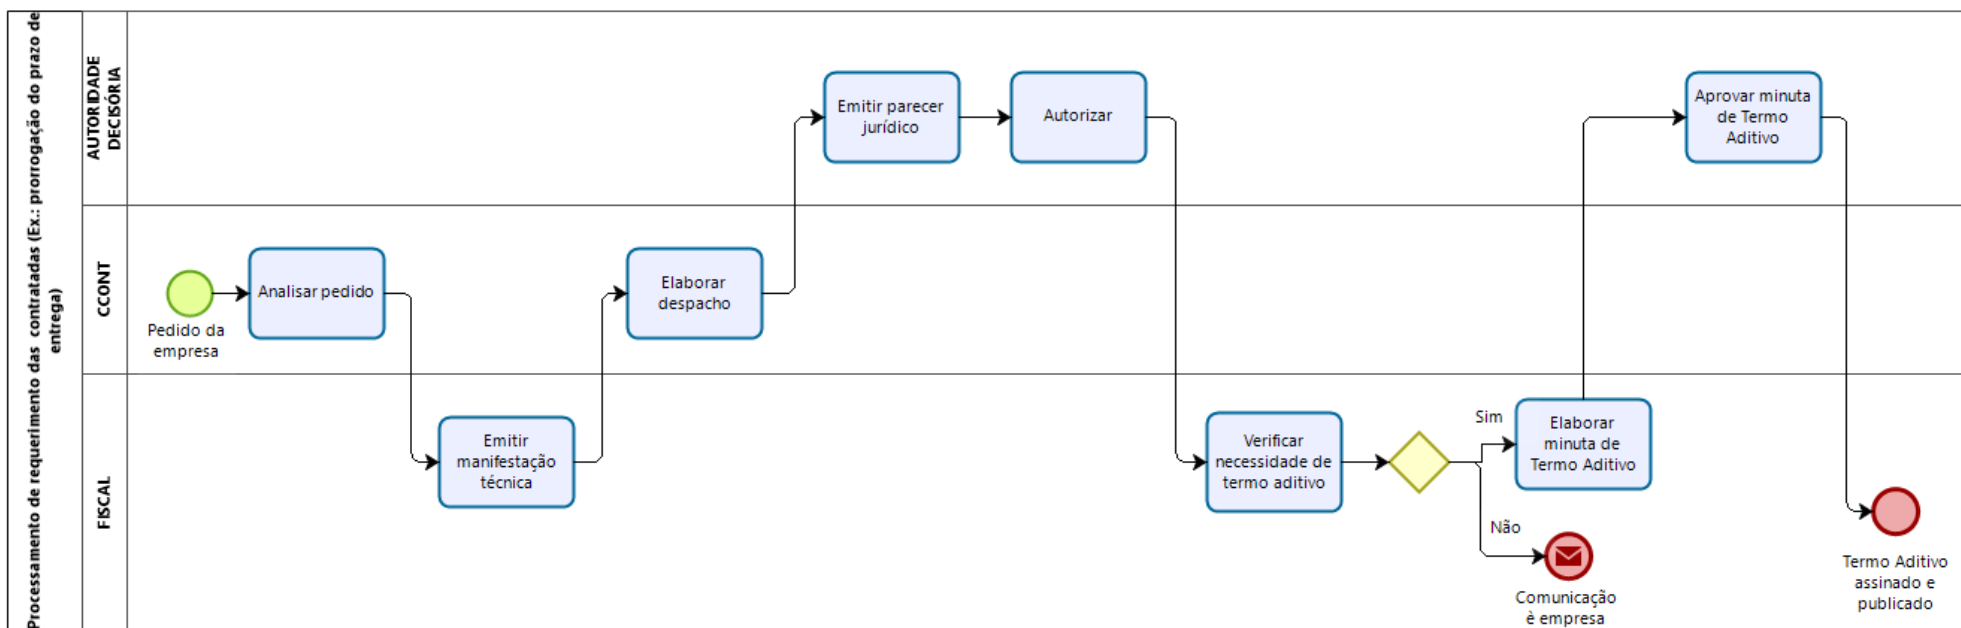 Processamento de requerimento das contratadas (Ex.: prorrogação do prazo de
entrega)
AUTORIDADE
DECISÓRIA
Emitir parecer
jurídico
Autorizar
Aprovar minuta
de Termo
Aditivo
CCONT
Pedido da
empresa
Analisar pedido
Elaborar
despacho
FISCAL
Emitir
manifestação
técnica
Verificar
necessidade de
termo aditivo
Sim
Elaborar
minuta de
Termo Aditivo
Não
Comunicação
è empresa
Termo Aditivo
assinado e
publicado